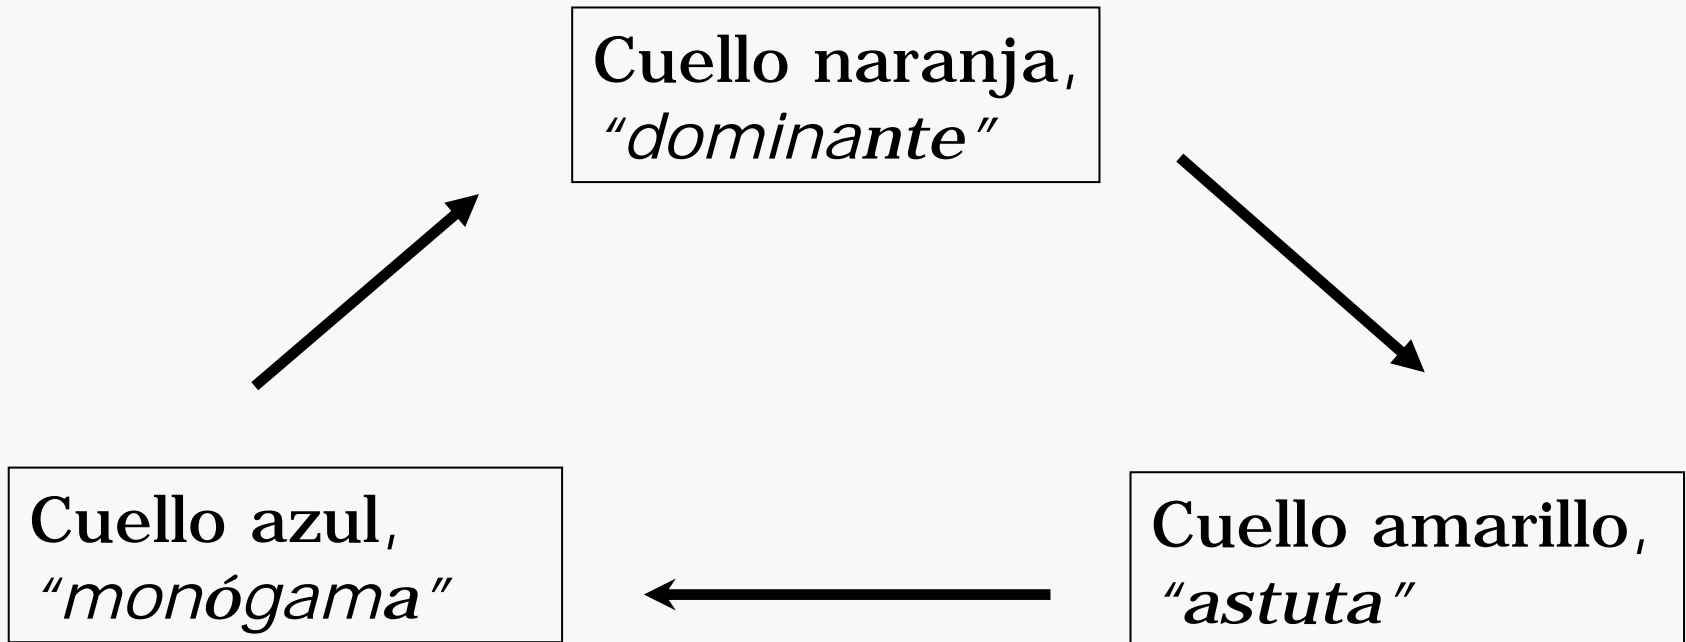 Cuello naranja,
“dominante”
Cuello azul,
“monógama”
Cuello amarillo,
“astuta”